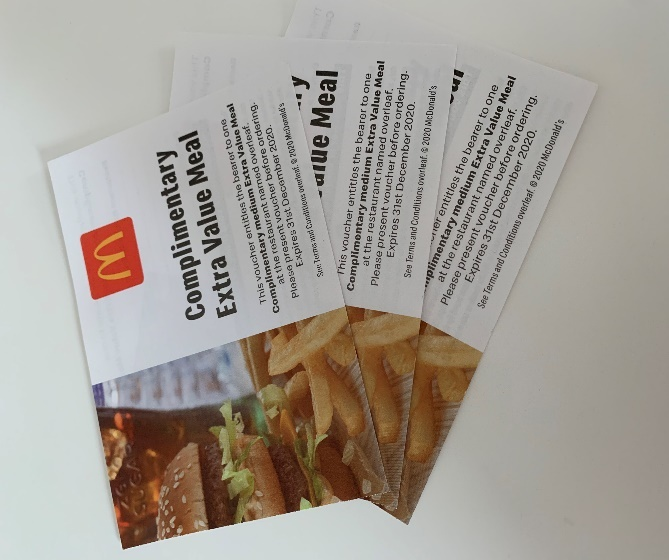 Complimentary
Extra Value Meal
This voucher entitles the bearer to one
Complimentary medium Extra Value Meal
at the restaurant named overleaf.
Please present voucher before ordering.
Expires 31st December 2020.
See Terms and Conditions overleaf. © 2020 McDonald's
ry
alue Meal
This voucher entitles the bearer to one
Complimentary medium Extra Value Meal
at the restaurant named overleaf.
Please present voucher before ordering.
Expires 31st December 2020.
See Terms and Conditions overleaf. © 2020 McDonald's
cher entitles the bearer to one
mplimentary medium Extra Value Meal
at the restaurant named overleaf.
Please present voucher before ordering.
Expires 31st December 2020.
See Terms and Conditions overleaf. © 2020 McDonald's